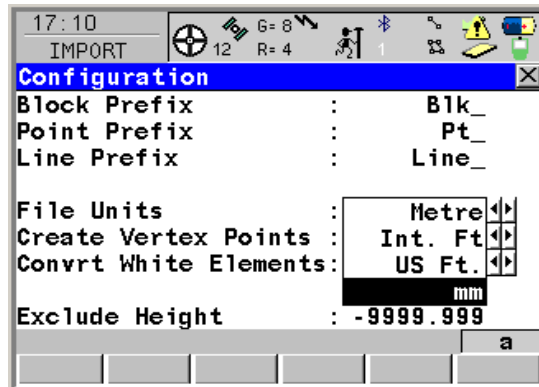 17:10
IMPORT
12
G= 8
R= 4
1
Configuration
Block Prefix : Blk_
Point Prefix : Pt_
Line Prefix : Line_
File Units : Metre
Create Vertex Points : Int. Ft
Convrt White Elements: US Ft.
mm
Exclude Height : -9999.999
a